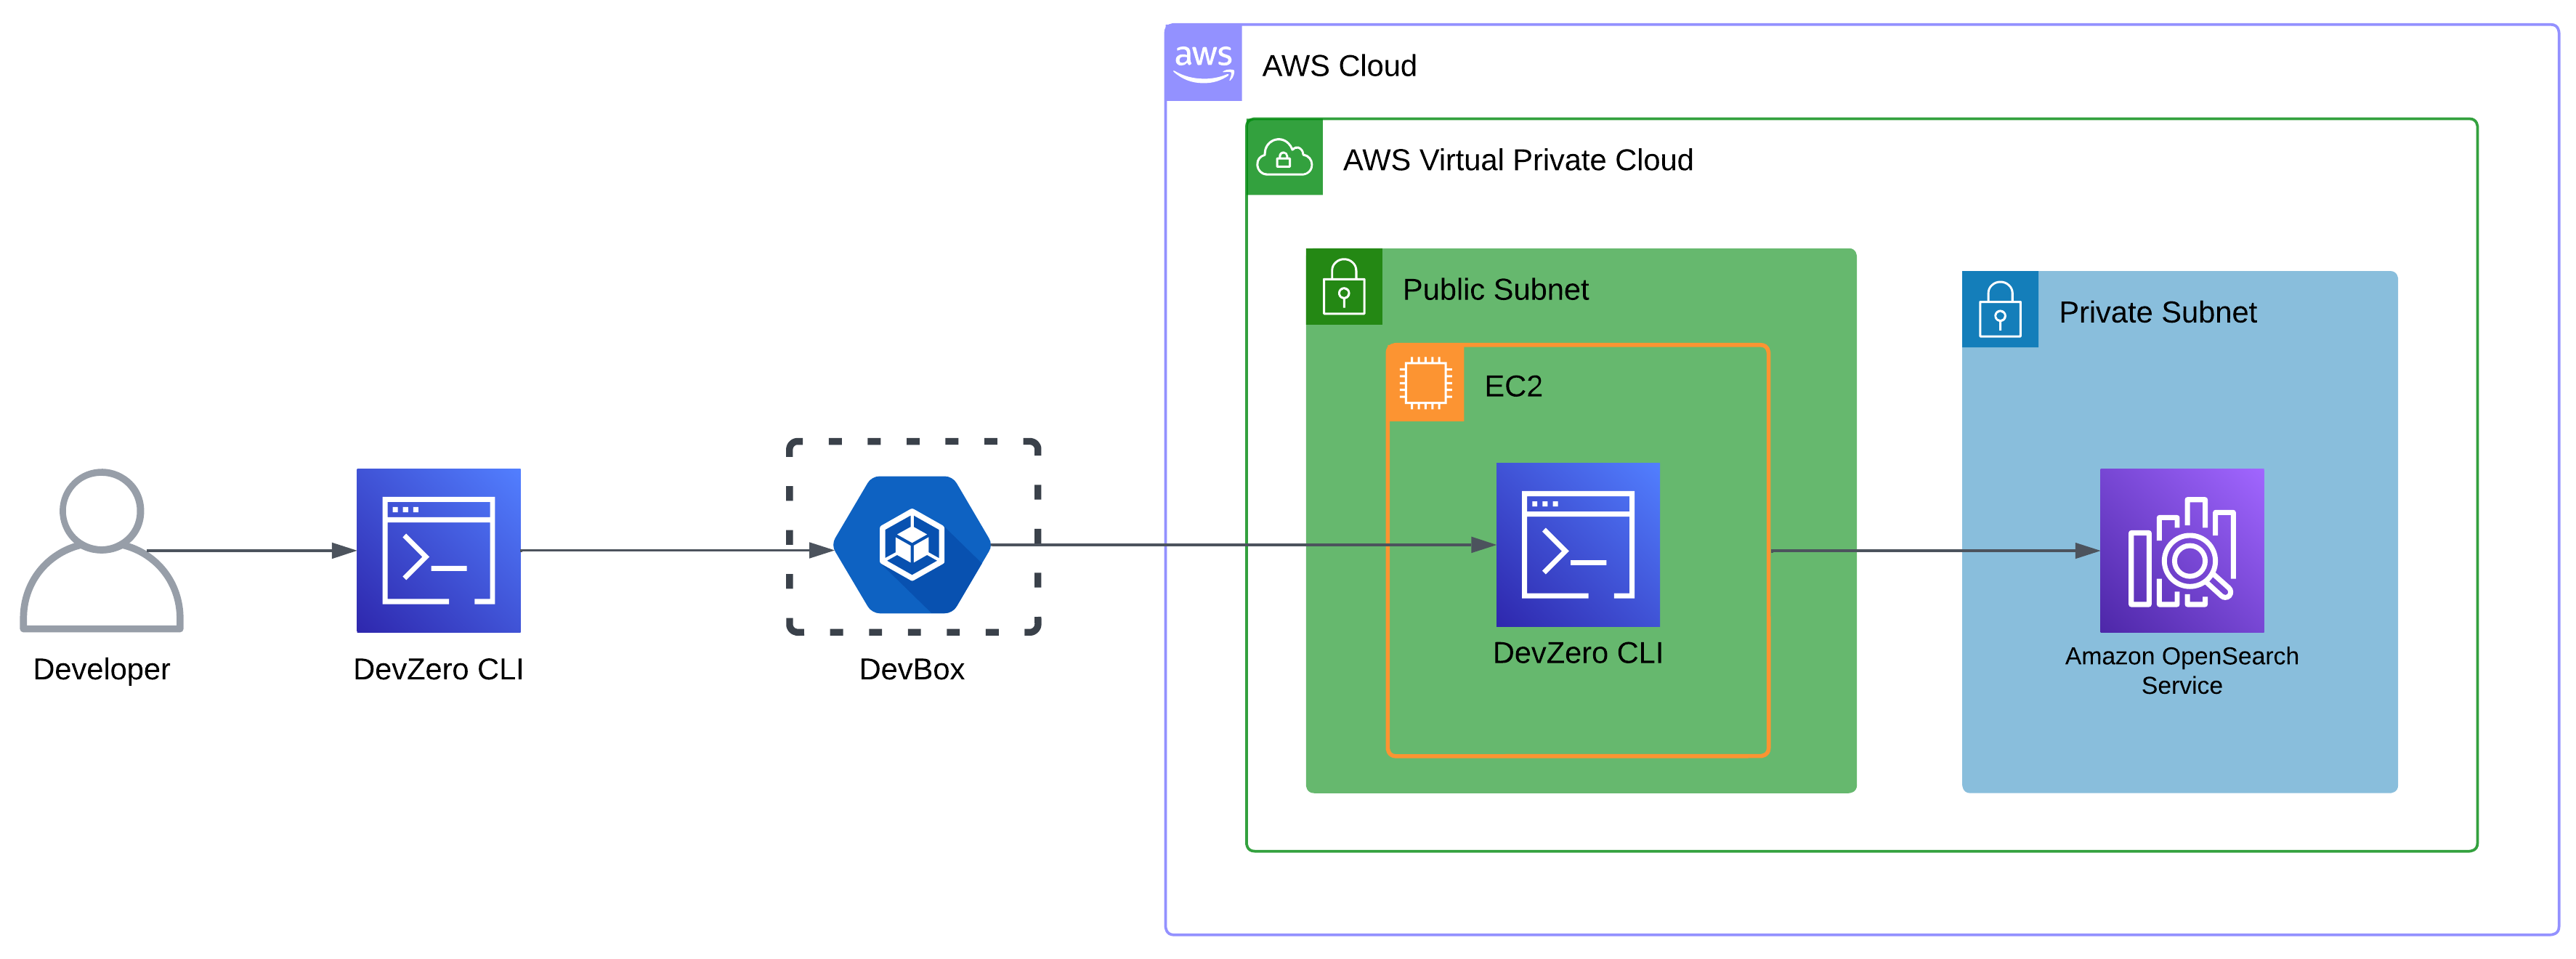 aws
AWS Cloud
AWS Virtual Private Cloud
Public Subnet
Private Subnet
EC2
Developer
DevZero CLI
DevBox
DevZero CLI
Amazon OpenSearch
Service